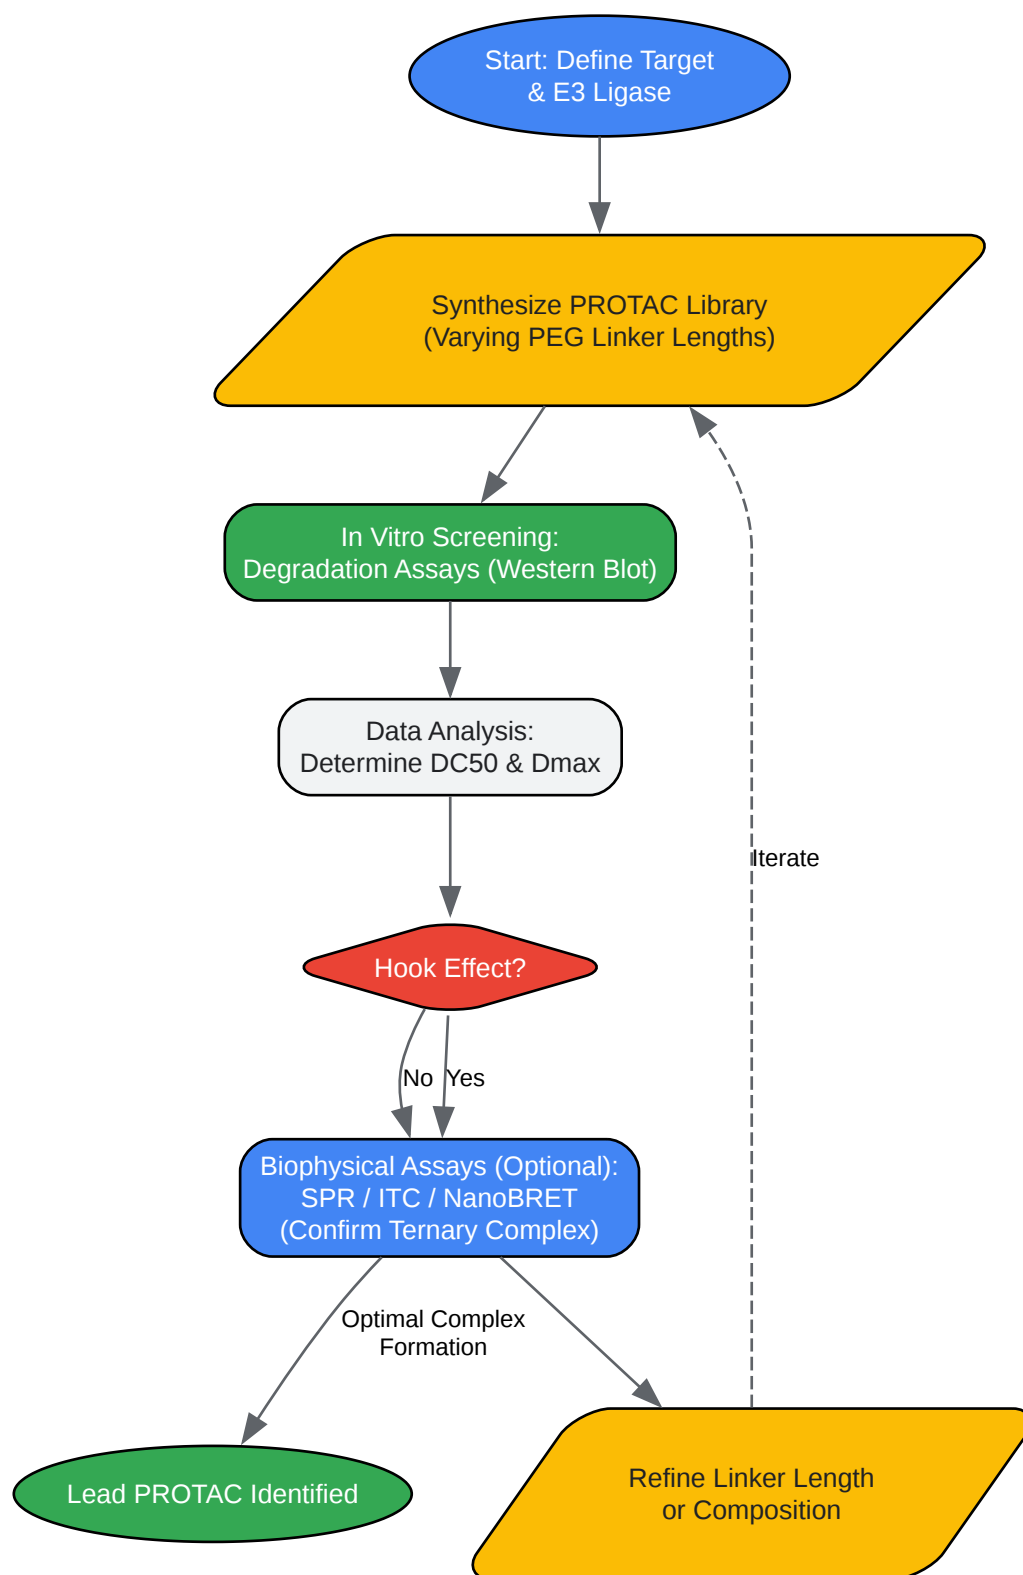 Start: Define Target
& E3 Ligase
Synthesize PROTAC Library
(Varying PEG Linker Lengths)
In Vitro Screening:
Degradation Assays (Western Blot)
Data Analysis:
Determine DC50 & Dmax
Iterate
Hook Effect?
No
Yes
Biophysical Assays (Optional):
SPR / ITC / NanoBRET
(Confirm Ternary Complex)
Optimal Complex
Formation
Lead PROTAC Identified
Refine Linker Length
or Composition